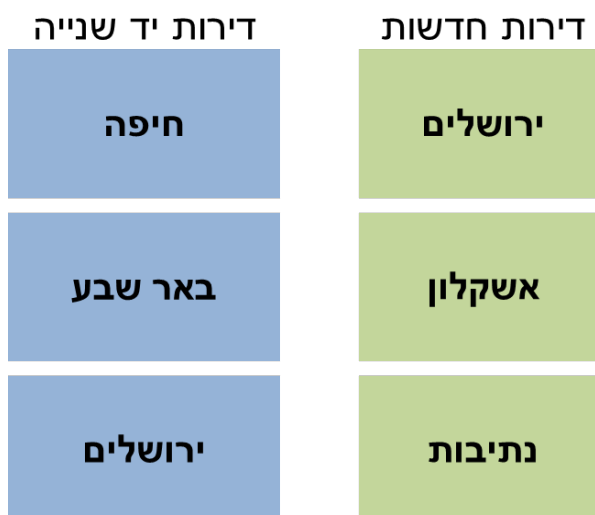 דירות חדשות
ירושלים
אשקלון
נתיבות
דירות יד שנייה
חיפה
באר שבע
ירושלים